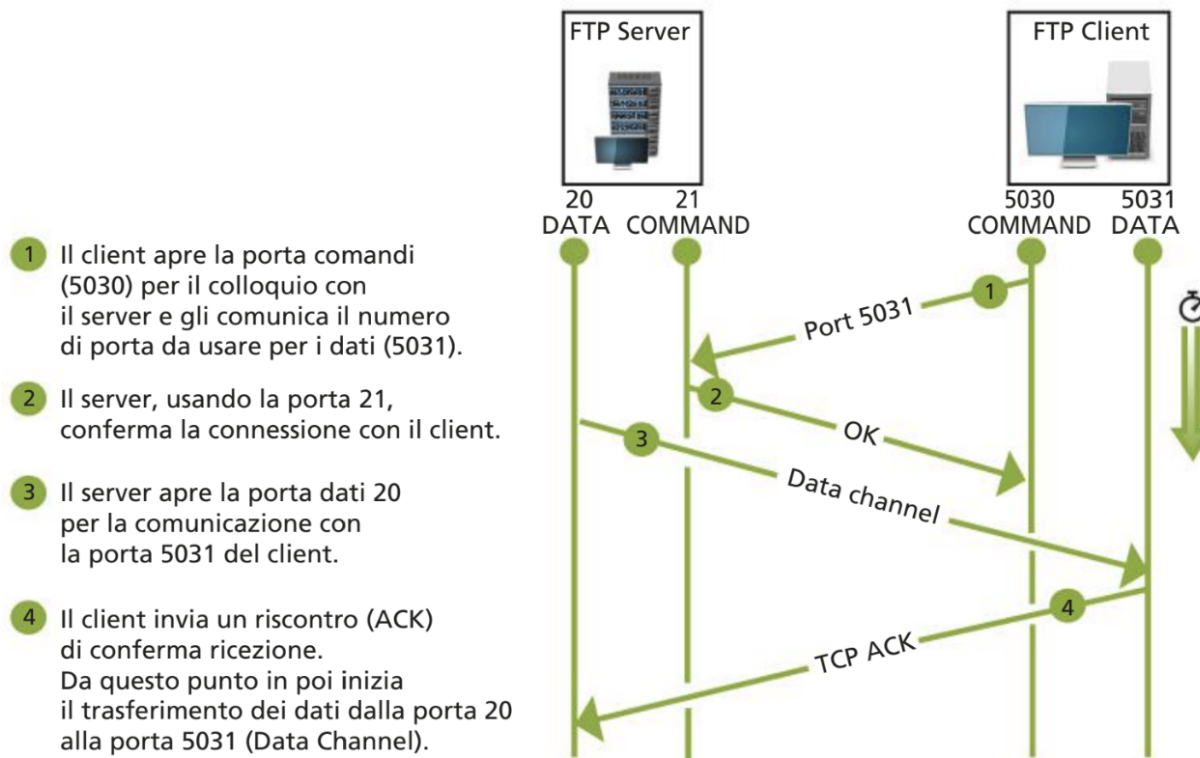 FTP Server
FTP Client
20
DATA
21
COMMAND
5030
COMMAND
5031
DATA
1 Il client apre la porta comandi
(5030) per il colloquio con
il server e gli comunica il numero
di porta da usare per i dati (5031).
2 Il server, usando la porta 21,
conferma la connessione con il client.
3 Il server apre la porta dati 20
per la comunicazione con
la porta 5031 del client.
4 Il client invia un riscontro (ACK)
di conferma ricezione.
Da questo punto in poi inizia
il trasferimento dei dati dalla porta 20
alla porta 5031 (Data Channel).
1
Port 5031
2
OK
3
Data channel
4
TCP ACK